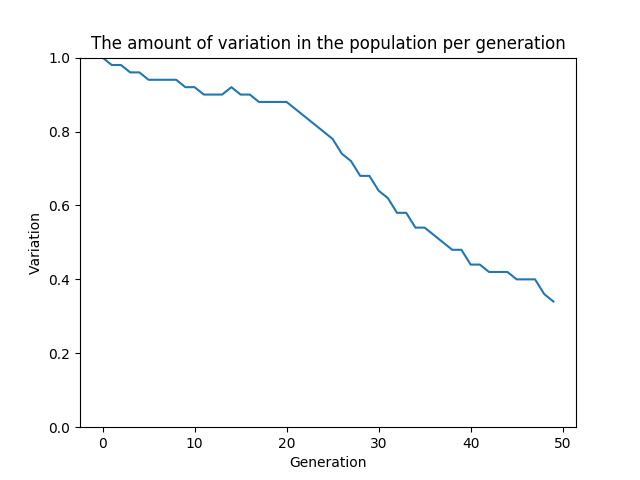 The amount of variation in the population per generation
1.0
0.8
0.6
0.4
0.2
0.0
Variation
0 10 20 30 40 50
Generation